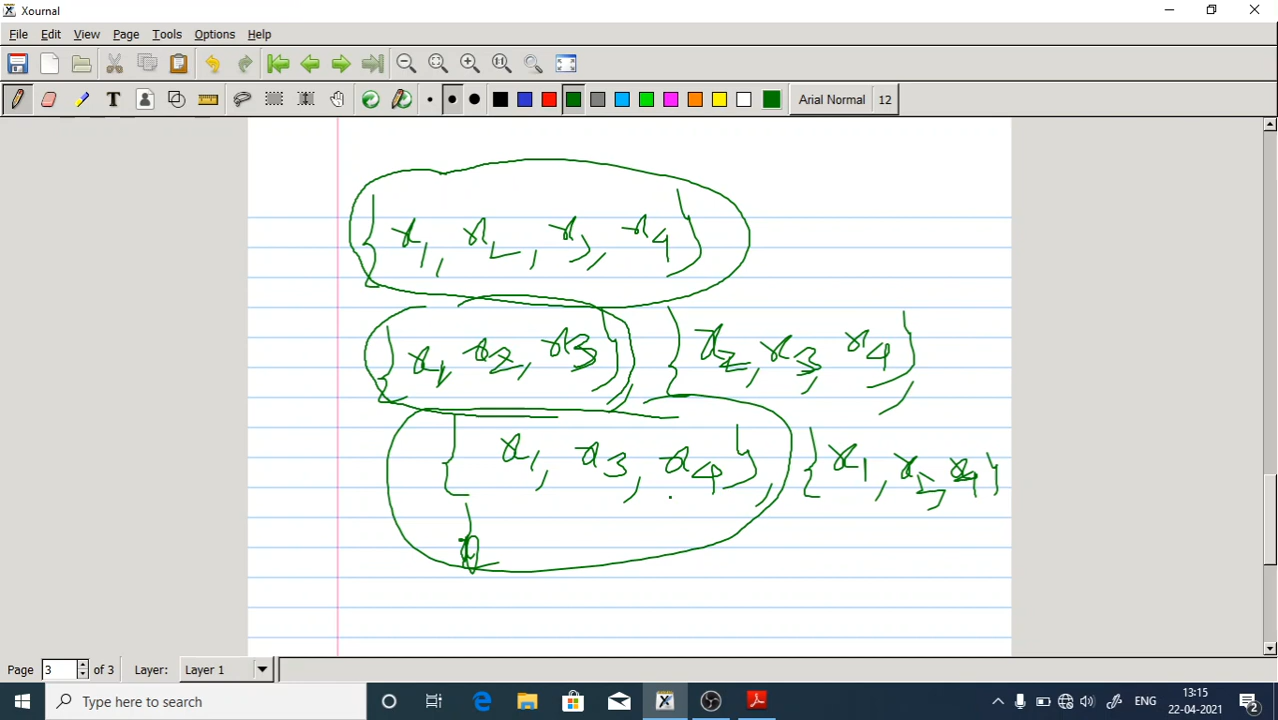 Xournal
File Edit View Page Tools Options Help
Arial Normal 12
{ x1, x2, x3, x4 }
{ x1, x2, x3 }, { x2, x3, x4 },
{ x1, x3, x4 }, { x1, x2, x4 }
Page 3 of 3 Layer: Layer 1
Type here to search
ENG 13:15
22-04-2021
2